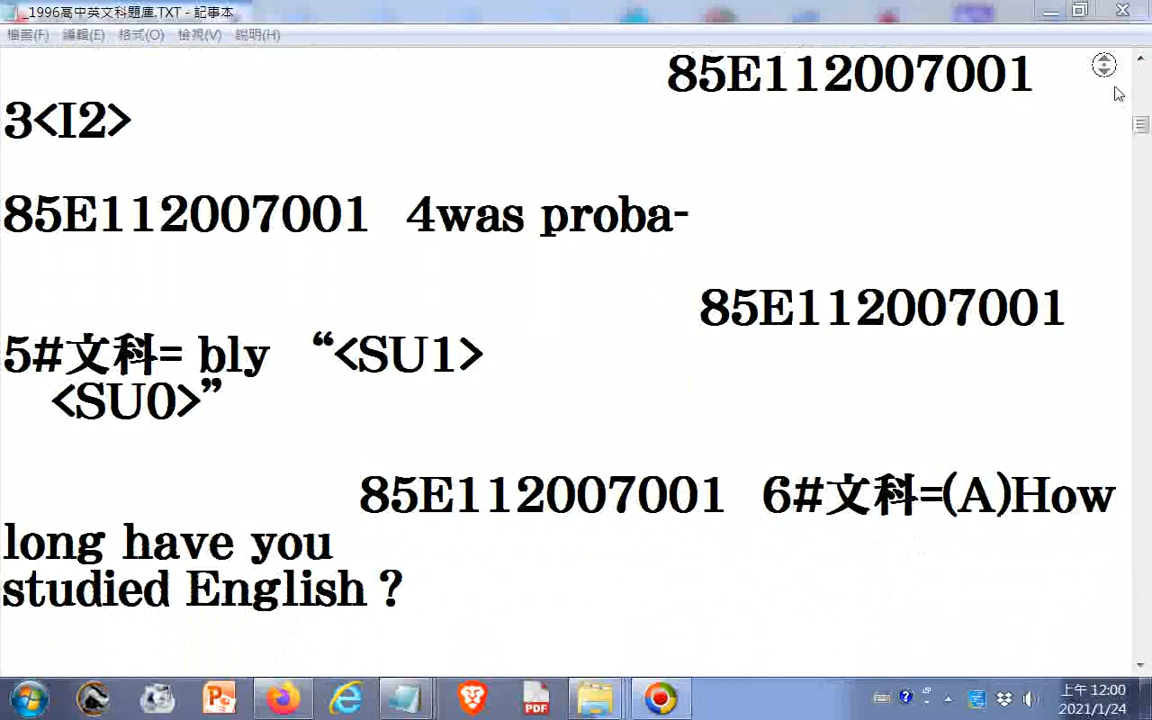 _1996高中英文科題庫.TXT - 記事本
檔案(F) 編輯(E) 格式(O) 檢視(V) 說明(H)
85E112007001
3<I2>
85E112007001 4was proba-
85E112007001
5#文科= bly “<SU1>
<SU0>”
85E112007001 6#文科=(A)How
long have you
studied English？
PDF
上午 12:00
2021/1/24